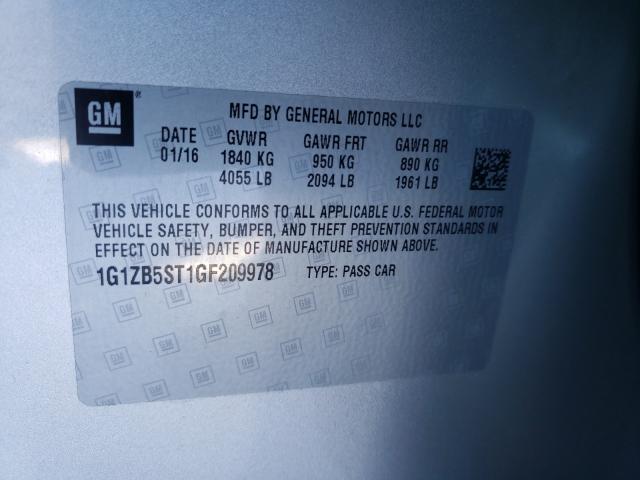 GM® MFD BY GENERAL MOTORS LLC
DATE GVWR GAWR FRT GAWR RR
01/16 1840 KG 950 KG 890 KG
4055 LB 2094 LB 1961 LB
THIS VEHICLE CONFORMS TO ALL APPLICABLE U.S. FEDERAL MOTOR
VEHICLE SAFETY, BUMPER, AND THEFT PREVENTION STANDARDS IN
EFFECT ON THE DATE OF MANUFACTURE SHOWN ABOVE.
1G1ZB5ST1GF209978 TYPE: PASS CAR